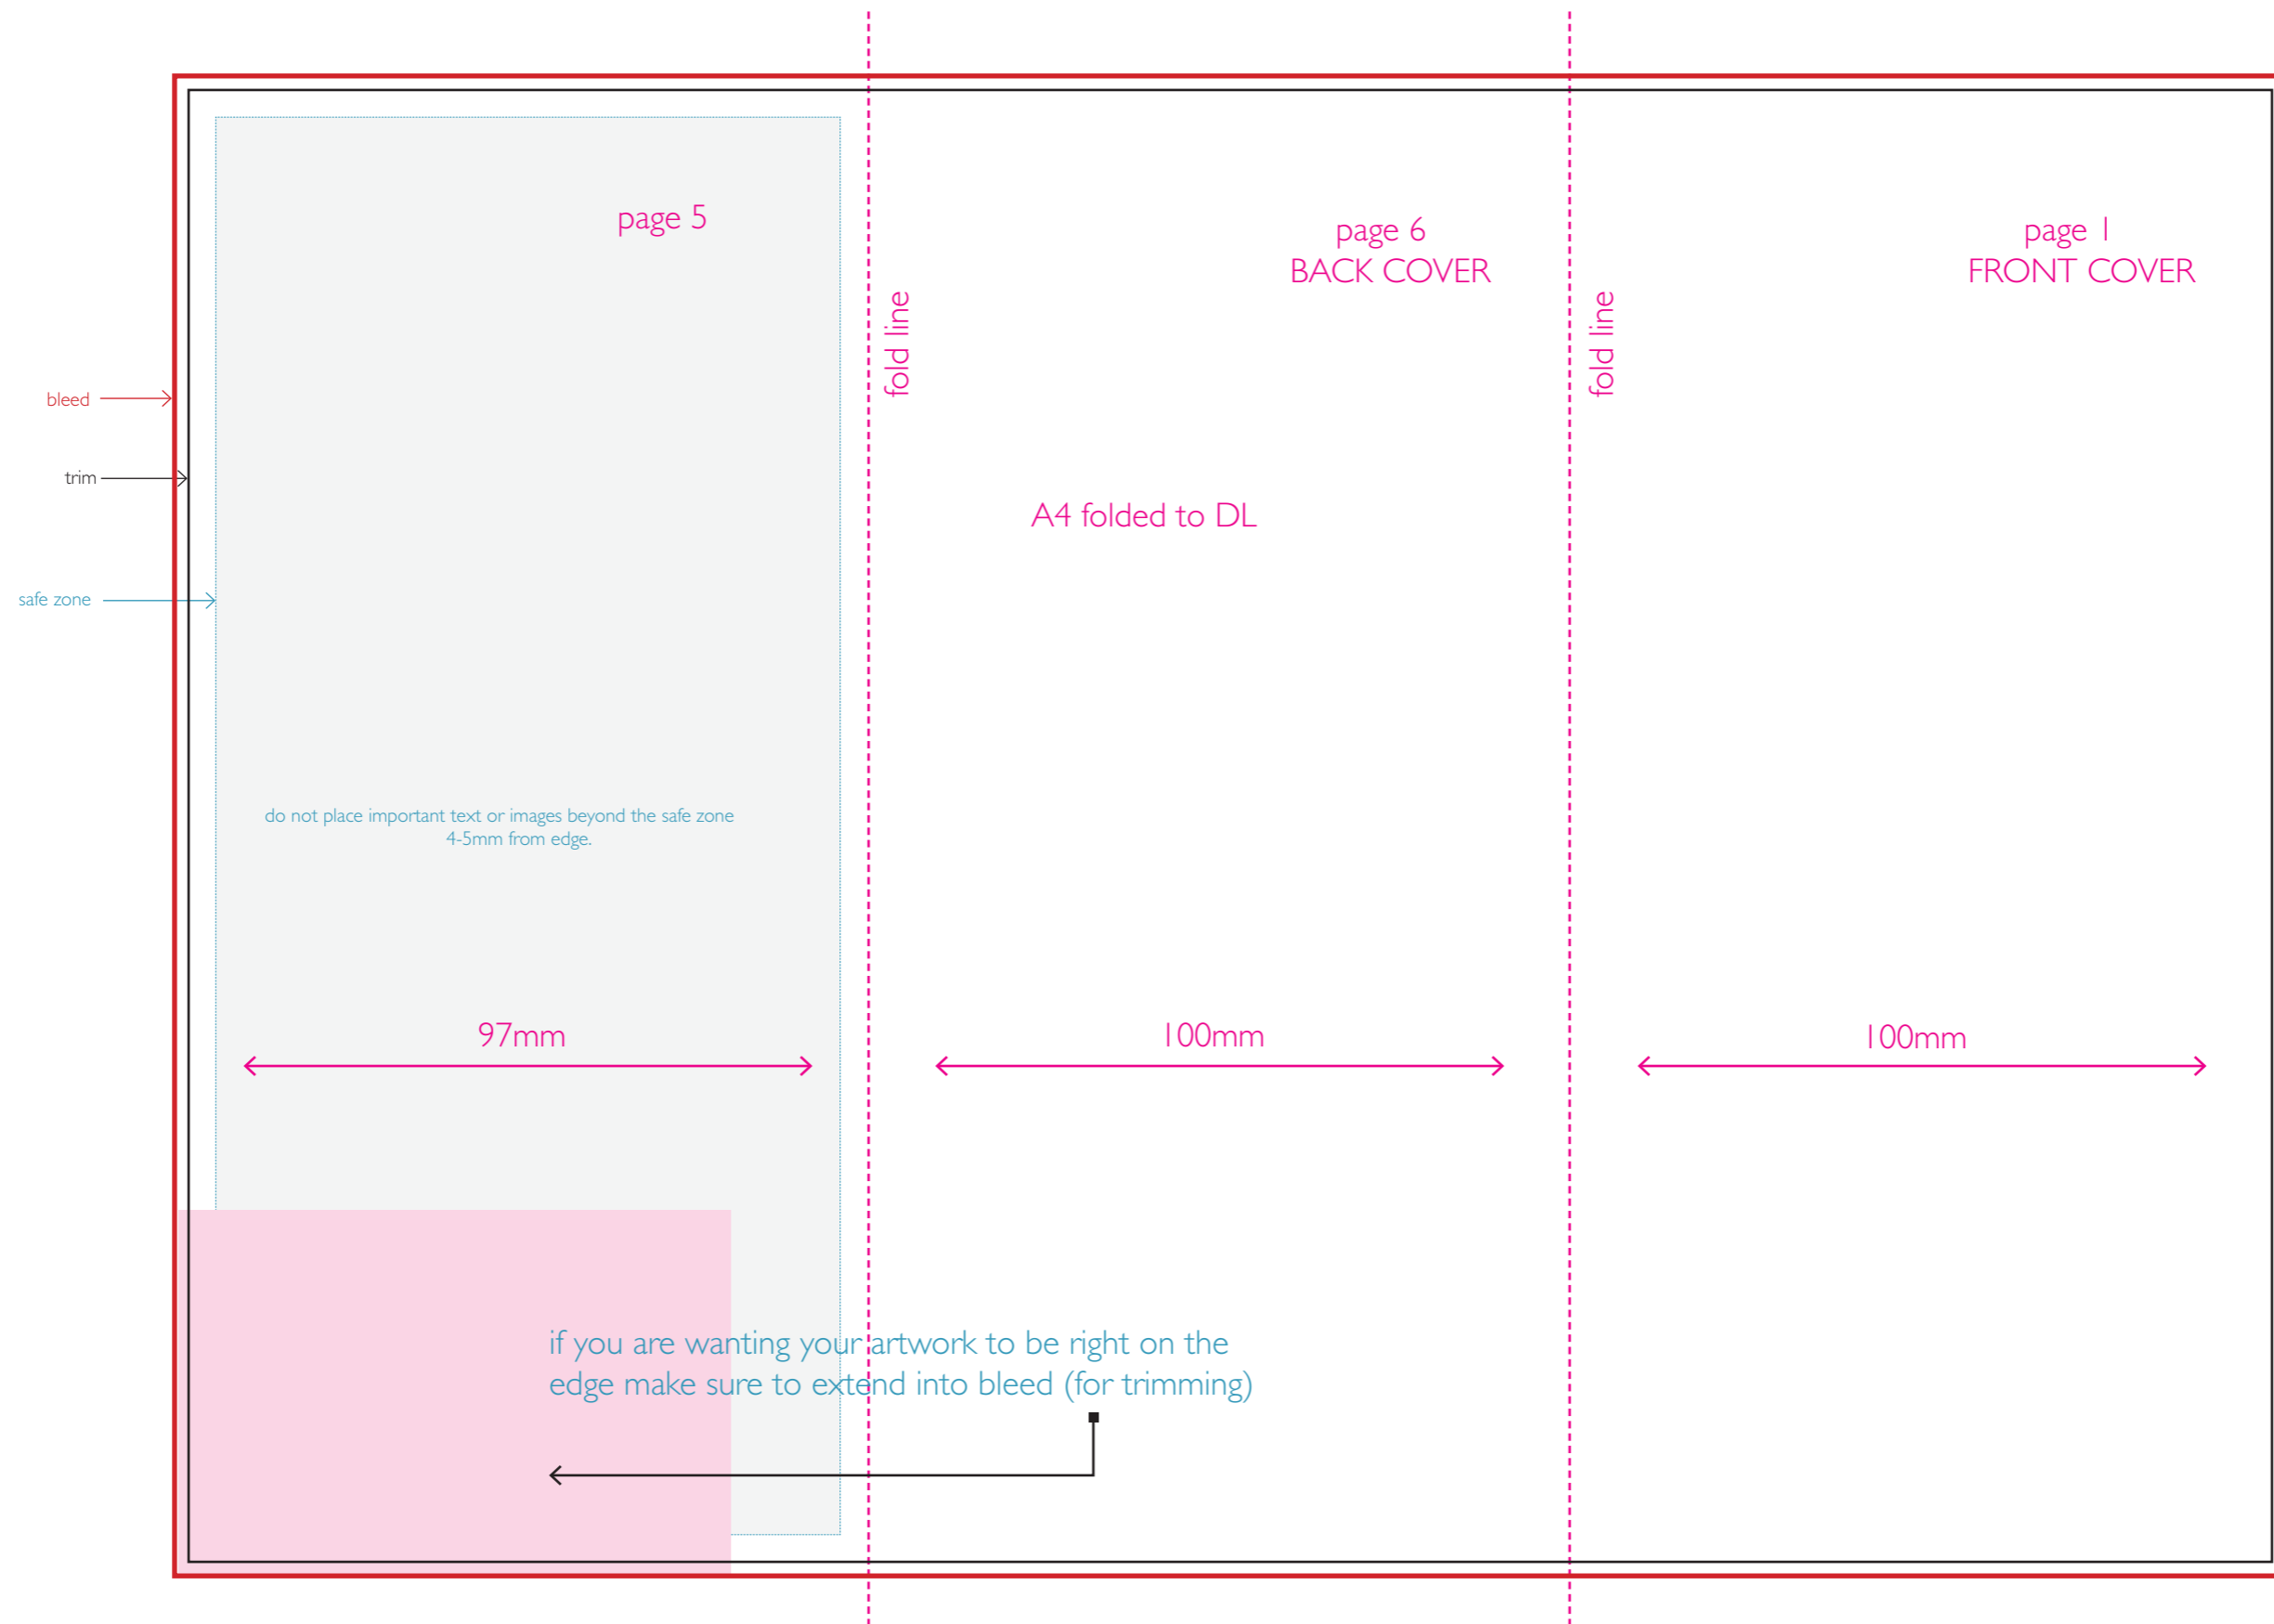 page 5
page 6
BACK COVER
page 1
FRONT COVER
fold line
fold line
bleed
trim
A4 folded to DL
safe zone
do not place important text or images beyond the safe zone
4-5mm from edge.
97mm
100mm
100mm
if you are wanting your artwork to be right on the
edge make sure to extend into bleed (for trimming)